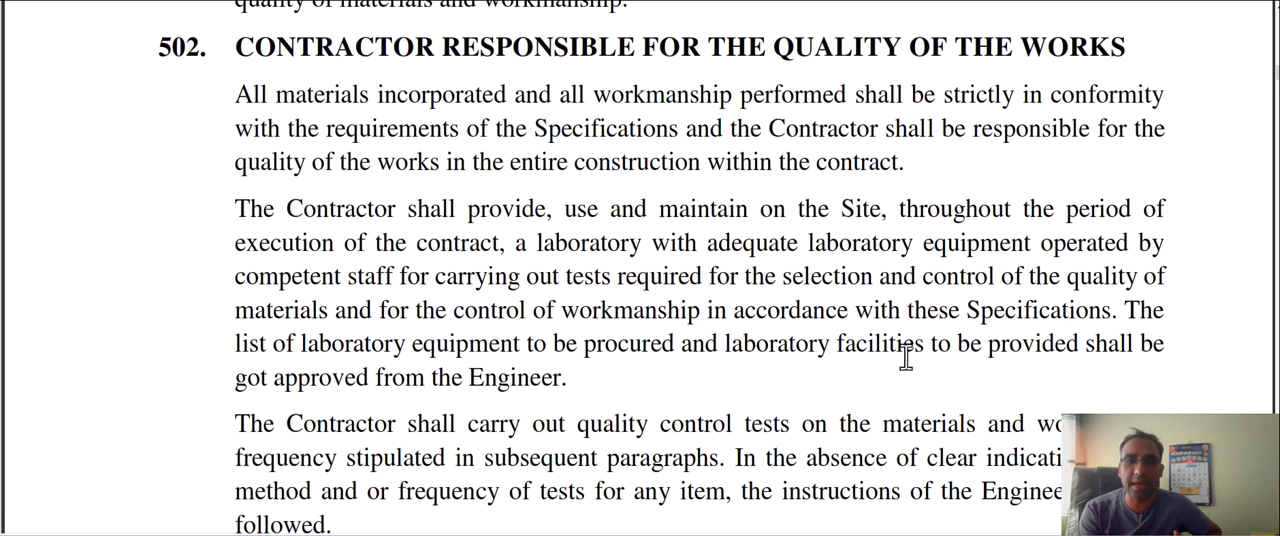 quality of materials and workmanship.
502. CONTRACTOR RESPONSIBLE FOR THE QUALITY OF THE WORKS
All materials incorporated and all workmanship performed shall be strictly in conformity
with the requirements of the Specifications and the Contractor shall be responsible for the
quality of the works in the entire construction within the contract.
The Contractor shall provide, use and maintain on the Site, throughout the period of
execution of the contract, a laboratory with adequate laboratory equipment operated by
competent staff for carrying out tests required for the selection and control of the quality of
materials and for the control of workmanship in accordance with these Specifications. The
list of laboratory equipment to be procured and laboratory facilities to be provided shall be
got approved from the Engineer.
The Contractor shall carry out quality control tests on the materials and wo
frequency stipulated in subsequent paragraphs. In the absence of clear indicati
method and or frequency of tests for any item, the instructions of the Enginee
followed.